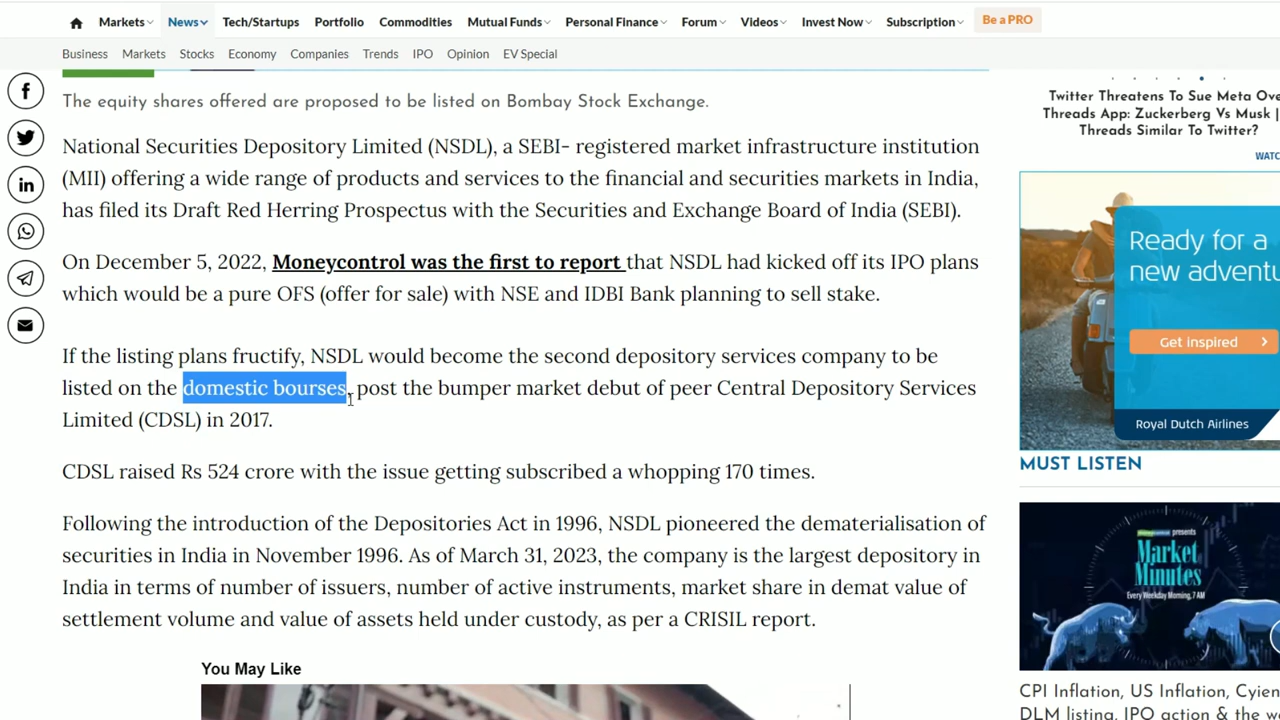 Markets News Tech/Startups Portfolio Commodities Mutual Funds Personal Finance Forum Videos Invest Now Subscription Be a PRO
Business Markets Stocks Economy Companies Trends IPO Opinion EV Special
The equity shares offered are proposed to be listed on Bombay Stock Exchange.
National Securities Depository Limited (NSDL), a SEBI- registered market infrastructure institution
(MII) offering a wide range of products and services to the financial and securities markets in India,
has filed its Draft Red Herring Prospectus with the Securities and Exchange Board of India (SEBI).
On December 5, 2022, Moneycontrol was the first to report that NSDL had kicked off its IPO plans
which would be a pure OFS (offer for sale) with NSE and IDBI Bank planning to sell stake.
If the listing plans fructify, NSDL would become the second depository services company to be
listed on the domestic bourses, post the bumper market debut of peer Central Depository Services
Limited (CDSL) in 2017.
CDSL raised Rs 524 crore with the issue getting subscribed a whopping 170 times.
Following the introduction of the Depositories Act in 1996, NSDL pioneered the dematerialisation of
securities in India in November 1996. As of March 31, 2023, the company is the largest depository in
India in terms of number of issuers, number of active instruments, market share in demat value of
settlement volume and value of assets held under custody, as per a CRISIL report.
You May Like
Twitter Threatens To Sue Meta Ove
Threads App: Zuckerberg Vs Musk |
Threads Similar To Twitter?
WATC
Ready for a
new adventu
Get inspired
Royal Dutch Airlines
MUST LISTEN
presents
Market
Minutes
Every Weekday Morning, 7 AM
CPI Inflation, US Inflation, Cyien
DLM listing, IPO action & the we